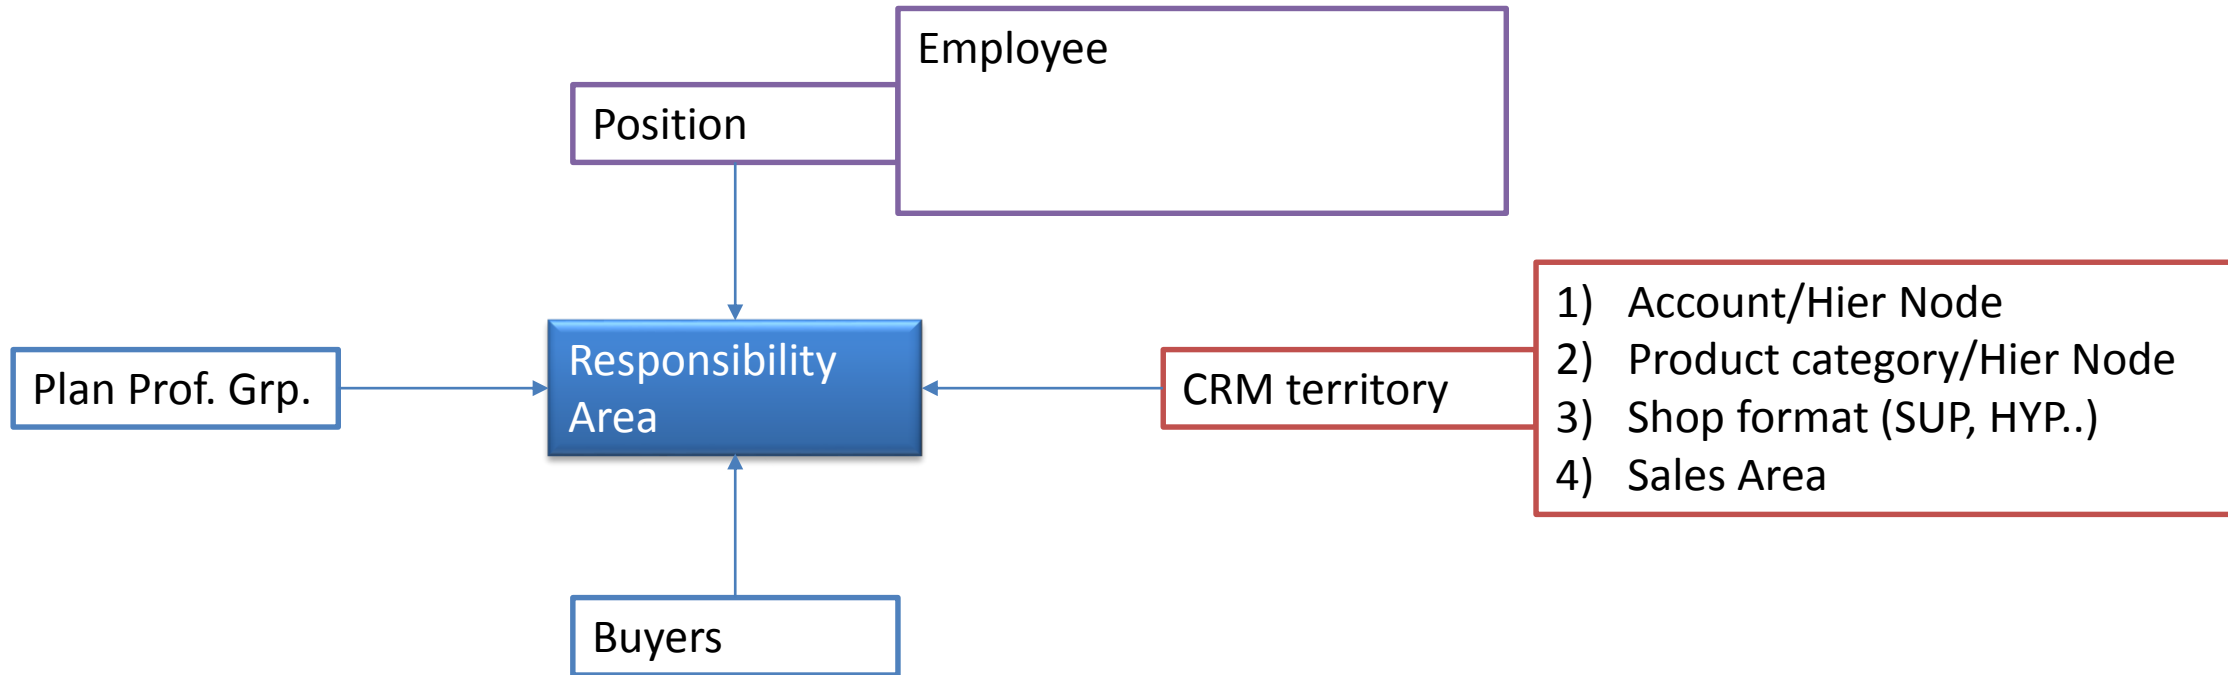 Employee
Position
Responsibility
Area
Plan Prof. Grp.
CRM territory
1) Account/Hier Node
2) Product category/Hier Node
3) Shop format (SUP, HYP..)
4) Sales Area
Buyers